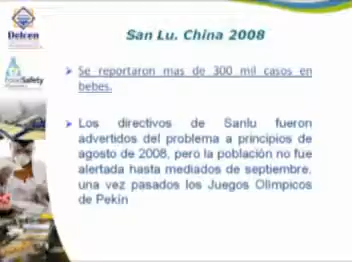 Delcen
San Lu. China 2008
FoodSafety
Se reportaron mas de 300 mil casos en
bebes.
Los directivos de Sanlu fueron
advertidos del problema a principios de
agosto de 2008, pero la población no fue
alertada hasta mediados de septiembre,
una vez pasados los Juegos Olímpicos
de Pekín